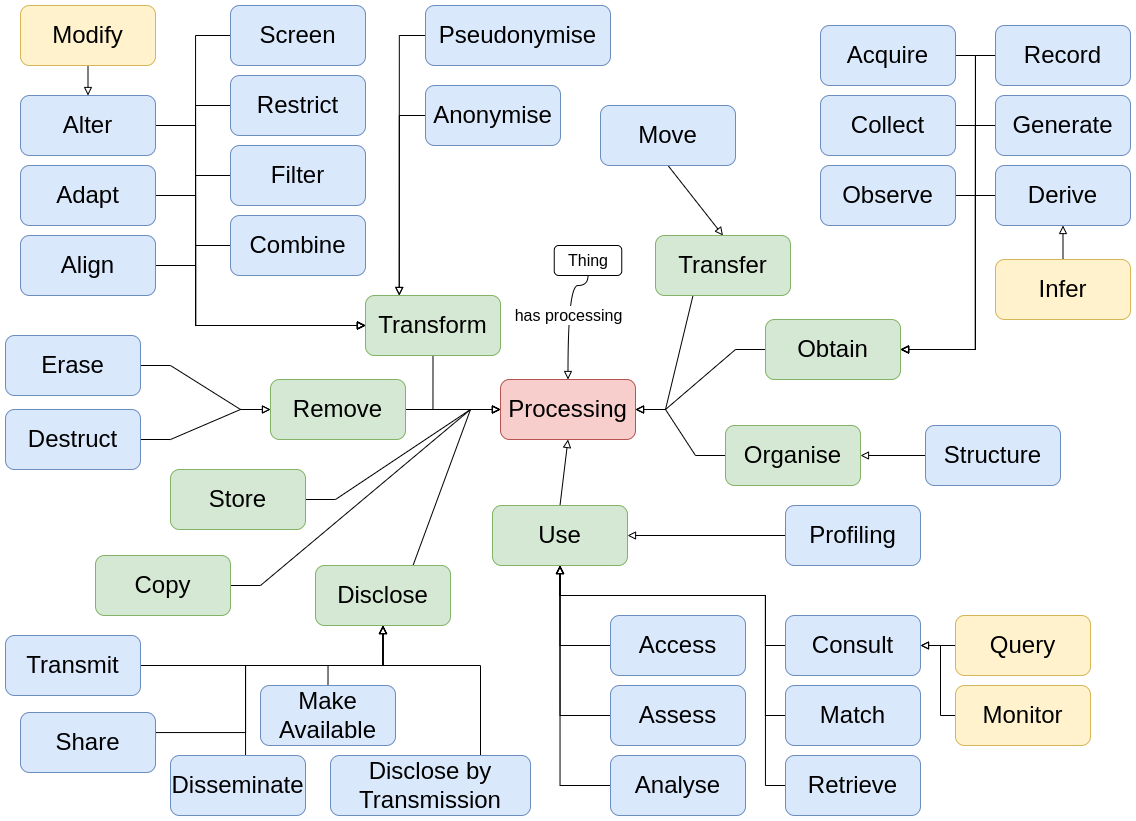 Modify
Screen
Pseudonymise
Acquire
Record
Restrict
Anonymise
Alter
Move
Collect
Generate
Filter
Adapt
Observe
Derive
Combine
Align
Thing
Transfer
Infer
has processing
Transform
Obtain
Erase
Remove
Processing
Destruct
Organise
Structure
Store
Use
Profiling
Copy
Disclose
Transmit
Access
Consult
Query
Make
Available
Share
Assess
Match
Monitor
Disseminate
Disclose by
Transmission
Analyse
Retrieve